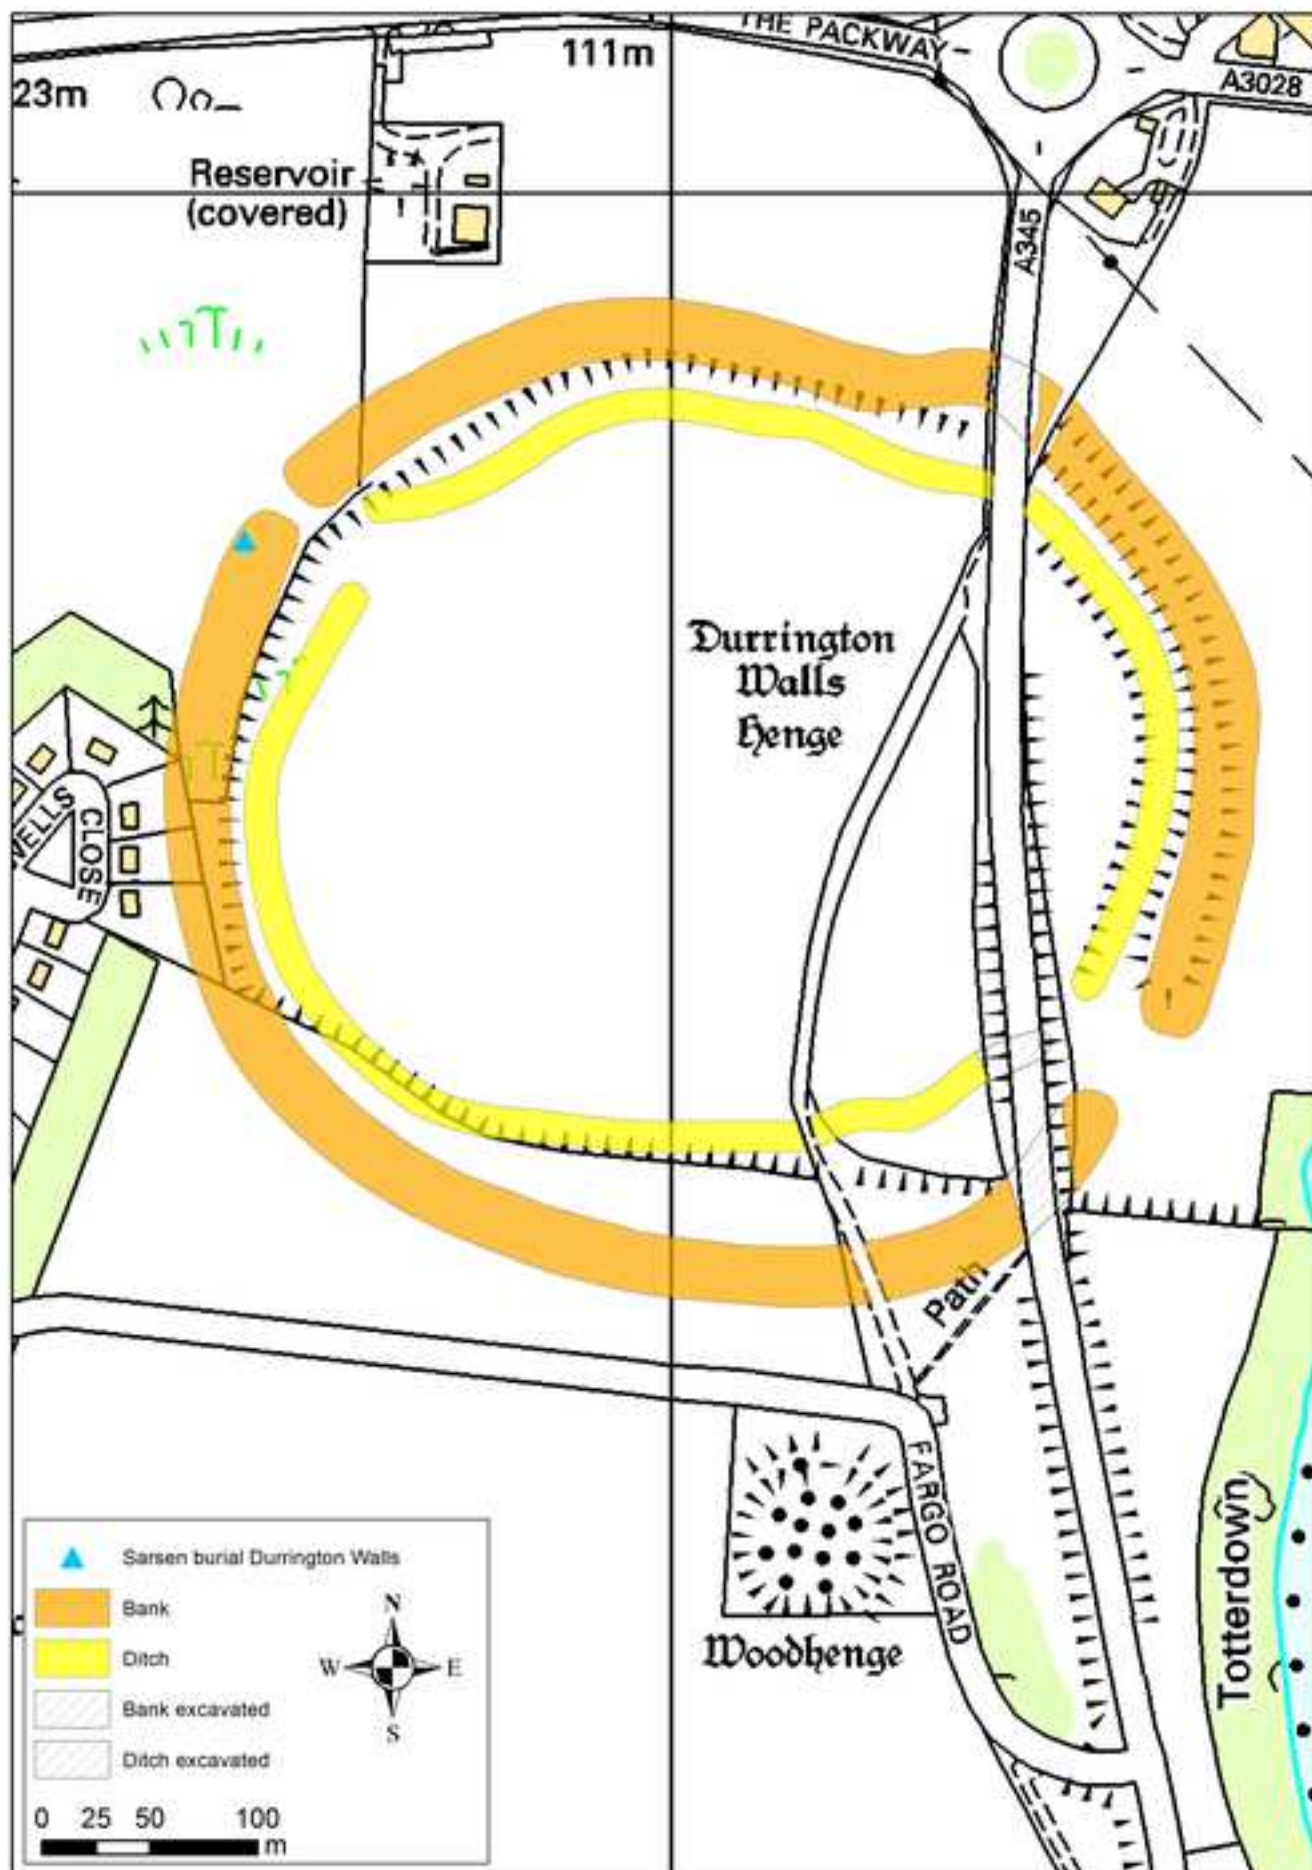 THE PACKWAY
111m
A3028
23m
Reservoir
(covered)
A345
Durrington
Walls
Henge
WELLS
CLOSE
Path
FARGO ROAD
Woodhenge
Totterdown
Sarsen burial Durrington Walls
Bank
Ditch
Bank excavated
Ditch excavated
N
W E
S
0 25 50 100
m